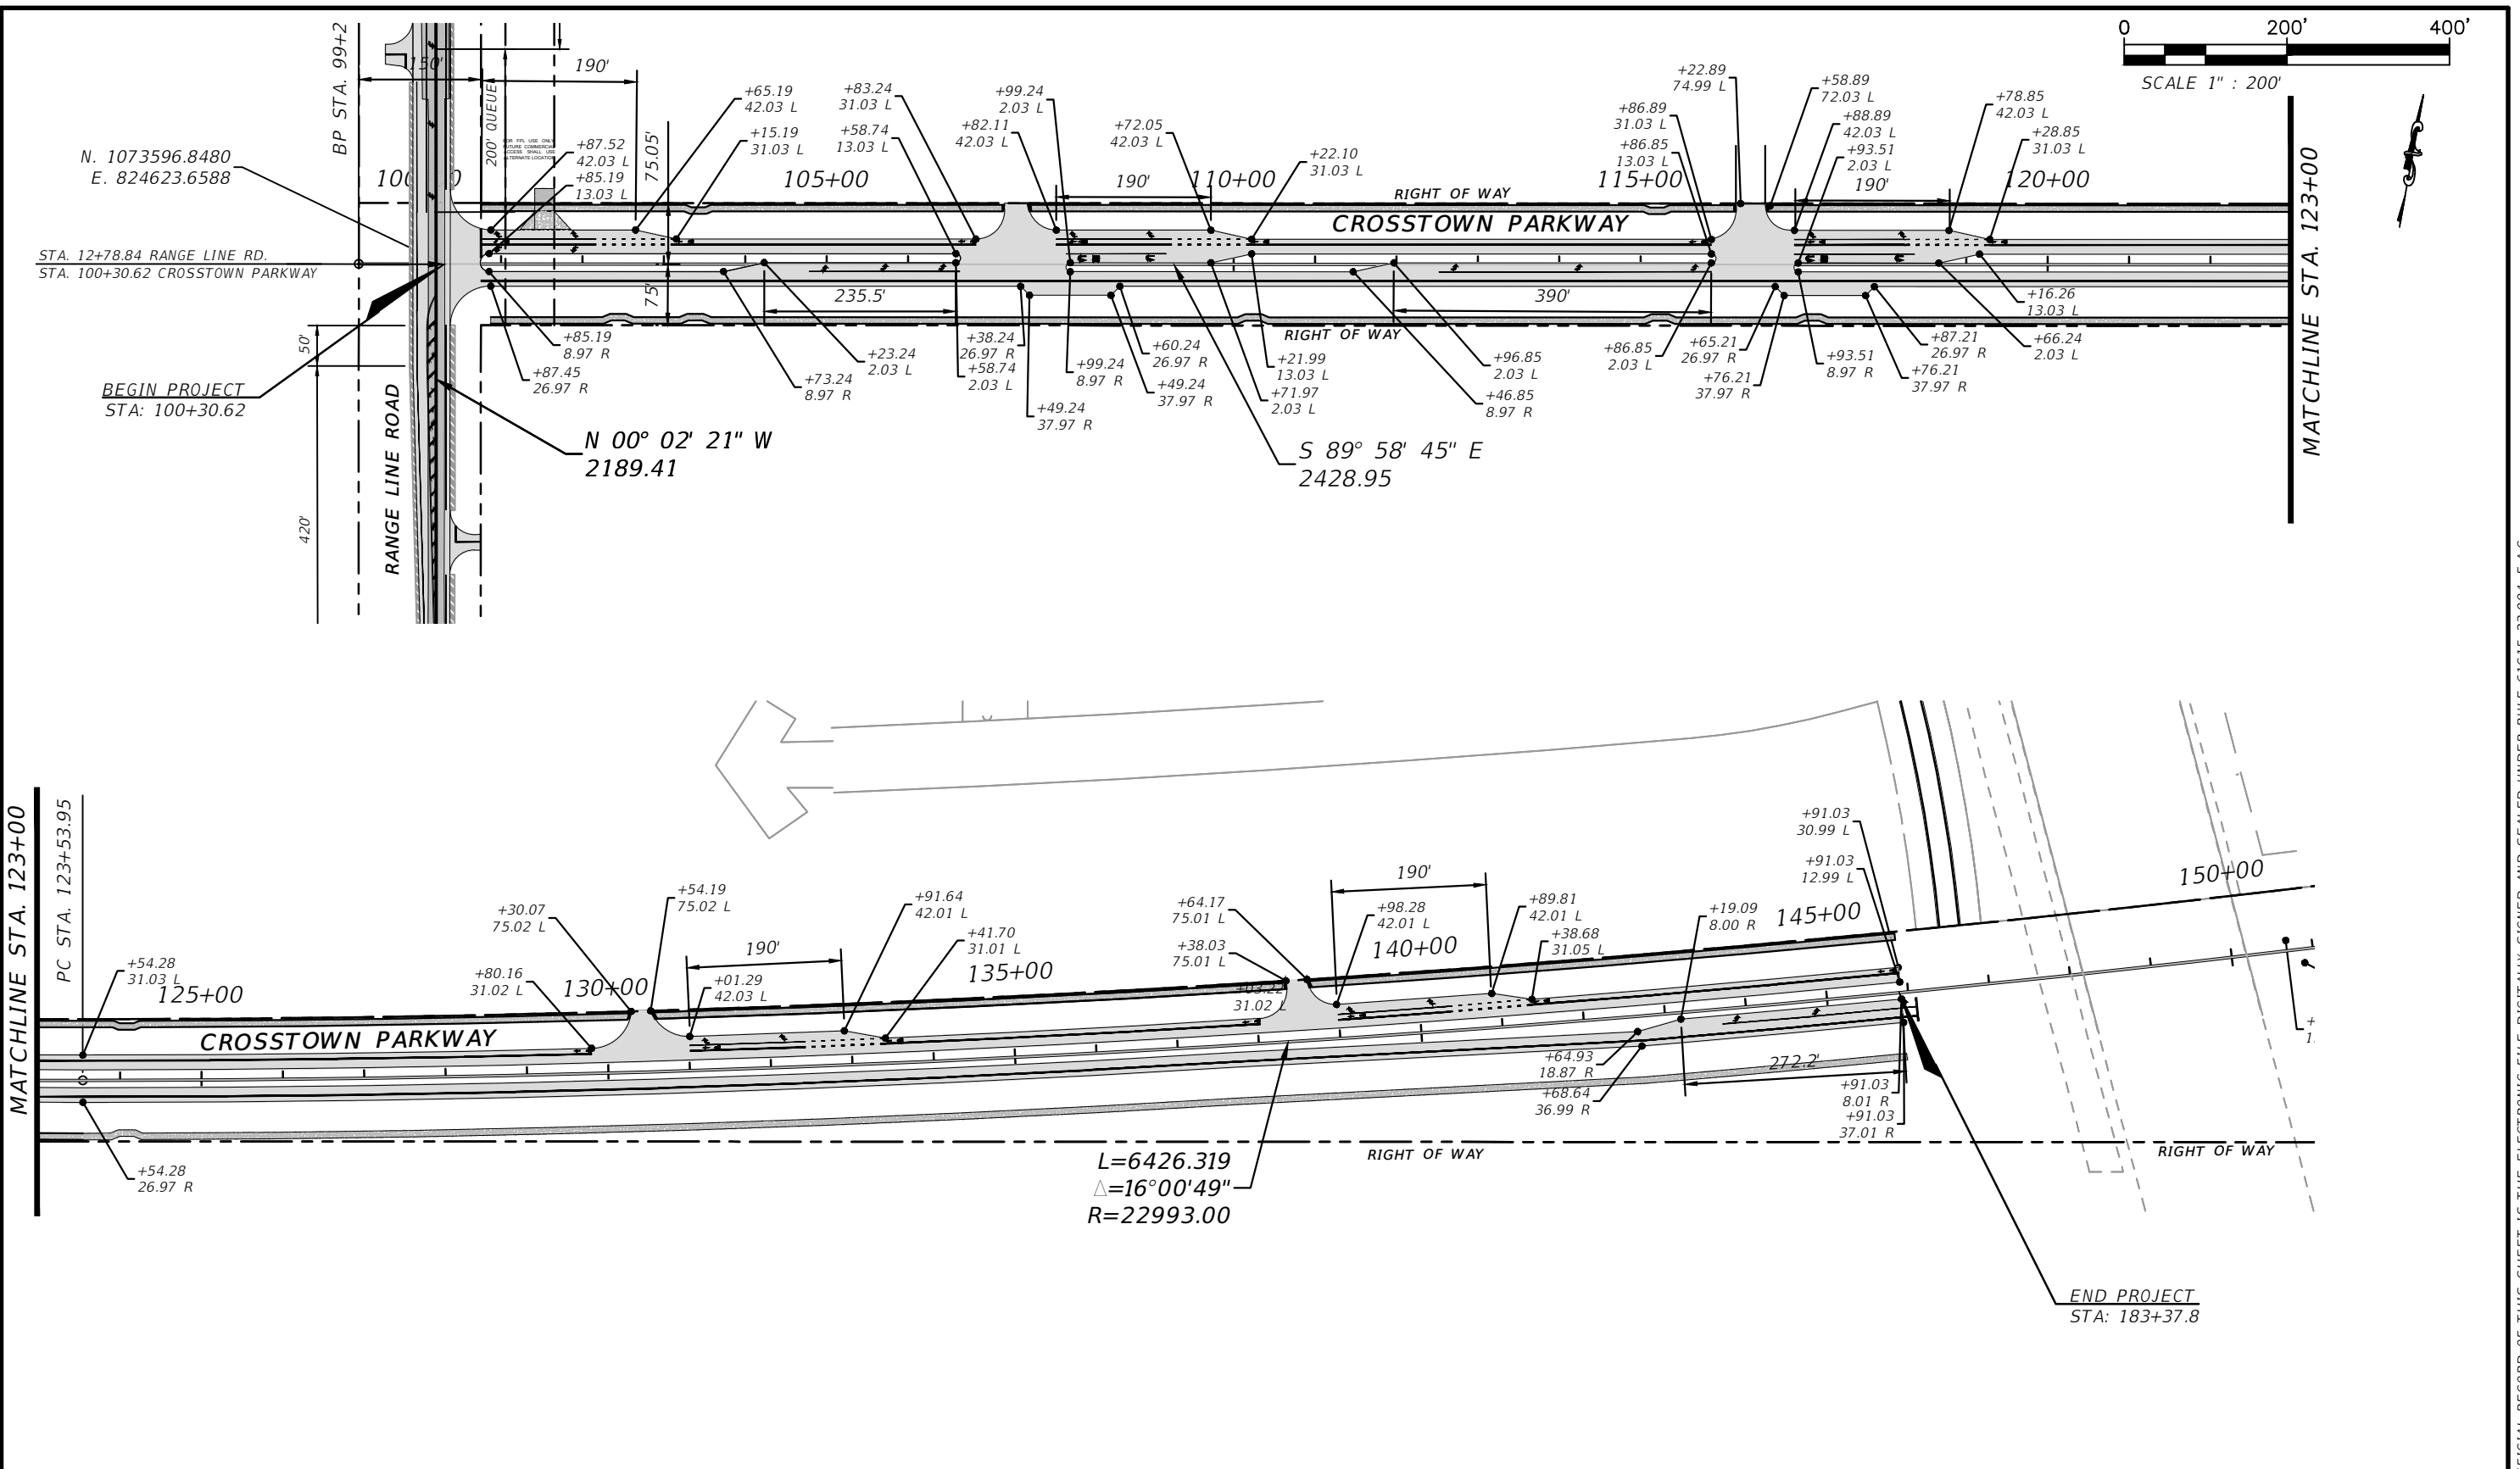 0 200' 400'
SCALE 1" : 200'
BP STA. 99+2
150'
190'
200' QUEUE
FOR FPL USE ONLY
FUTURE COMMERCIAL
ACCESS SHALL USE
ALTERNATE LOCATION
75.05'
75'
N. 1073596.8480
E. 824623.6588
STA. 12+78.84 RANGE LINE RD.
STA. 100+30.62 CROSSTOWN PARKWAY
BEGIN PROJECT
STA: 100+30.62
50'
420'
RANGE LINE ROAD
N 00° 02' 21" W
2189.41
+87.52
42.03 L
+85.19
13.03 L
+65.19
42.03 L
+15.19
31.03 L
105+00
+83.24
31.03 L
+58.74
13.03 L
+99.24
2.03 L
+82.11
42.03 L
+72.05
42.03 L
190'
110+00
+22.10
31.03 L
RIGHT OF WAY
CROSSTOWN PARKWAY
115+00
+22.89
74.99 L
+86.89
31.03 L
+86.85
13.03 L
+58.89
72.03 L
+88.89
42.03 L
+93.51
2.03 L
190'
+78.85
42.03 L
+28.85
31.03 L
120+00
MATCHLINE STA. 123+00
235.5'
390'
RIGHT OF WAY
+85.19
8.97 R
+87.45
26.97 R
+73.24
8.97 R
+23.24
2.03 L
+38.24
26.97 R
+58.74
2.03 L
+49.24
37.97 R
+99.24
8.97 R
+60.24
26.97 R
+49.24
37.97 R
+21.99
13.03 L
+71.97
2.03 L
+96.85
2.03 L
+46.85
8.97 R
+86.85
2.03 L
+65.21
26.97 R
+76.21
37.97 R
+93.51
8.97 R
+87.21
26.97 R
+76.21
37.97 R
+16.26
13.03 L
+66.24
2.03 L
S 89° 58' 45" E
2428.95
MATCHLINE STA. 123+00
PC STA. 123+53.95
+54.28
31.03 L
125+00
CROSSTOWN PARKWAY
+54.28
26.97 R
+30.07
75.02 L
+80.16
31.02 L
130+00
+54.19
75.02 L
+01.29
42.03 L
190'
+91.64
42.01 L
+41.70
31.01 L
135+00
+64.17
75.01 L
+38.03
75.01 L
+03.22
31.02 L
190'
+98.28
42.01 L
140+00
+89.81
42.01 L
+38.68
31.05 L
+19.09
8.00 R
145+00
+91.03
30.99 L
+91.03
12.99 L
150+00
+64.93
18.87 R
+68.64
36.99 R
272.2'
+91.03
8.01 R
+91.03
37.01 R
L=6426.319
Δ=16°00'49"
R=22993.00
RIGHT OF WAY
RIGHT OF WAY
END PROJECT
STA: 183+37.8